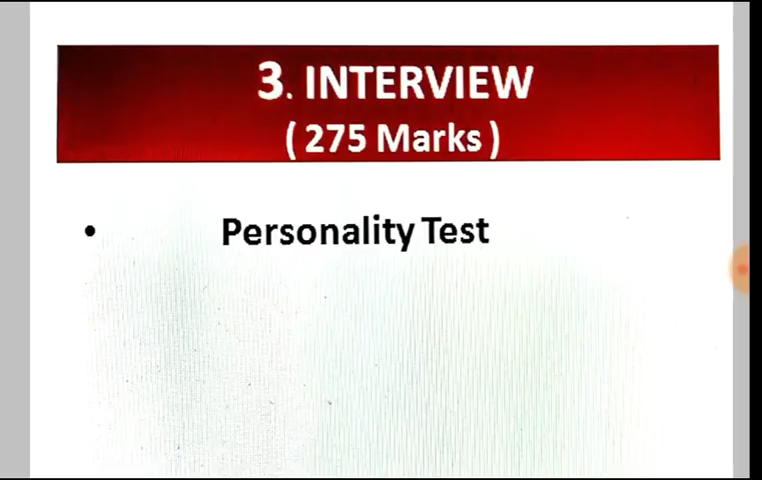 3. INTERVIEW
( 275 Marks )
• Personality Test